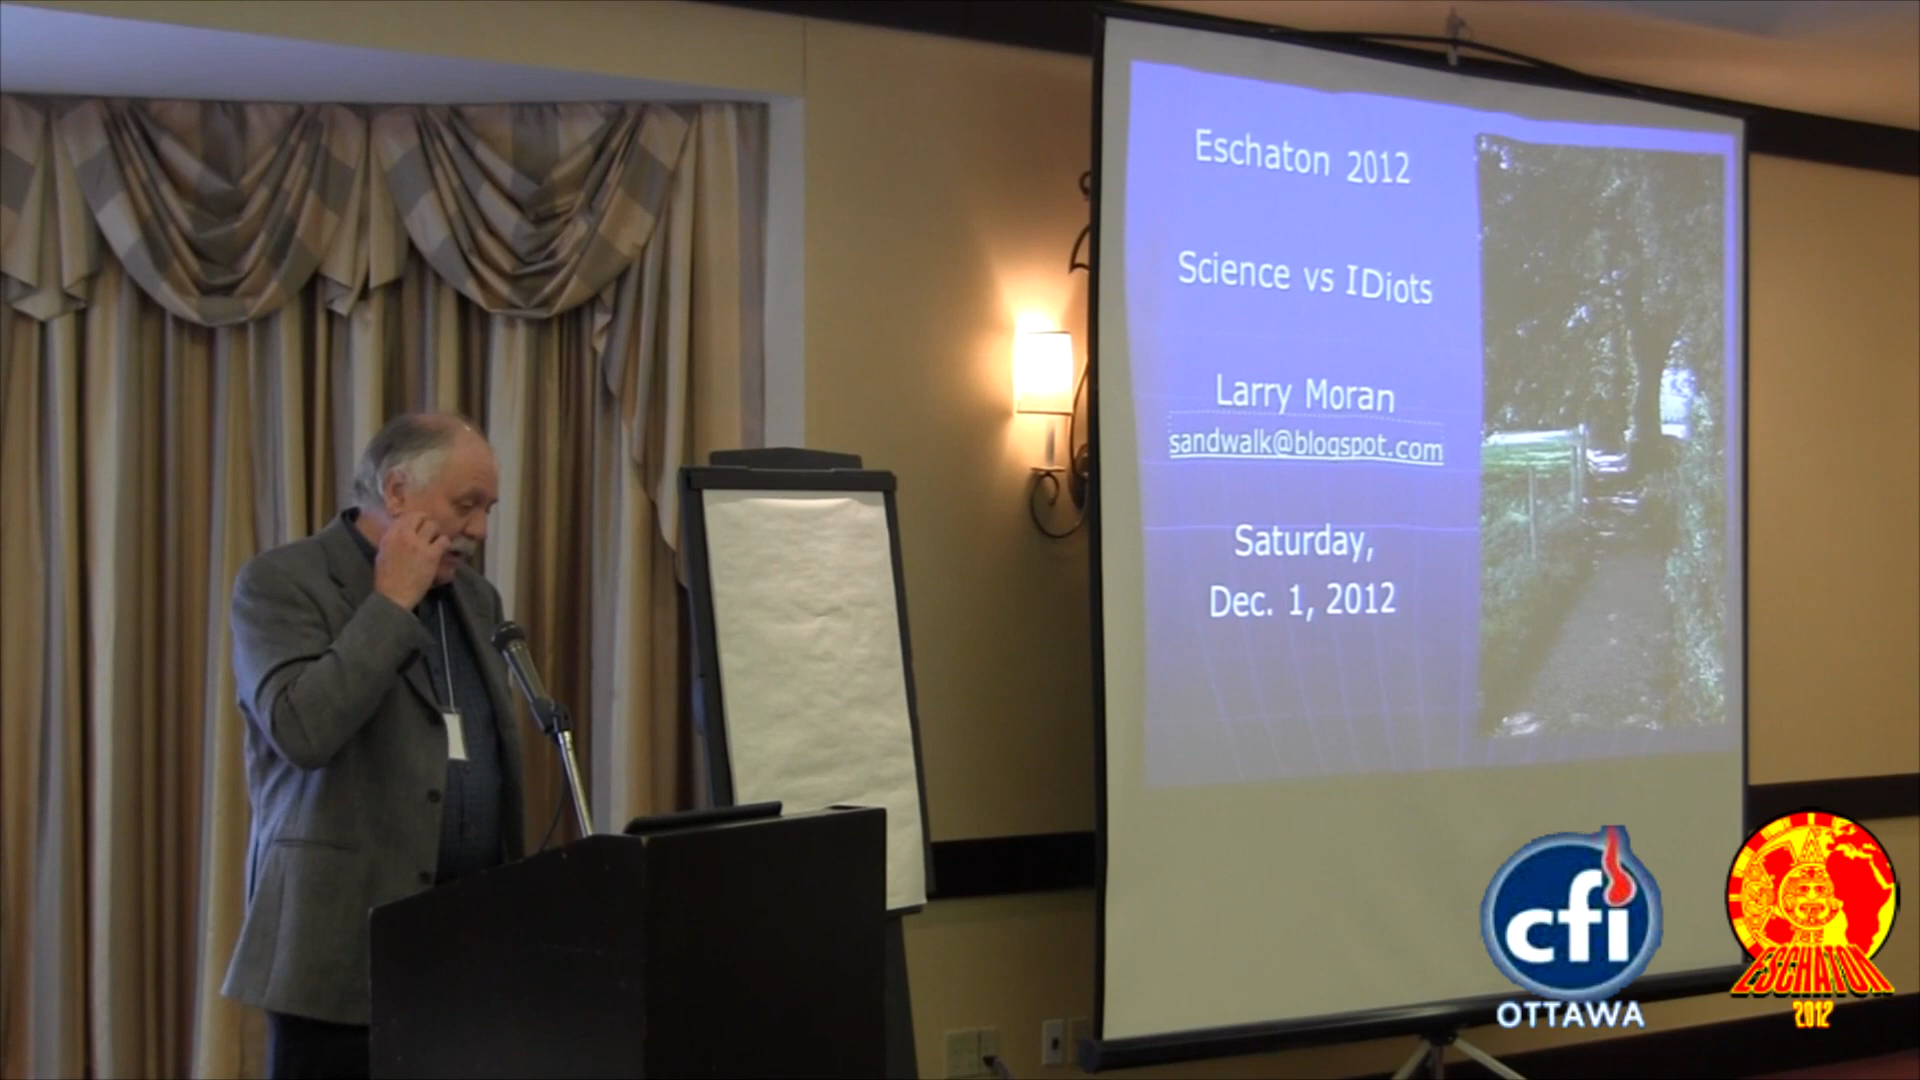 Eschaton 2012
Science vs IDiots
Larry Moran
sandwalk@blogspot.com
Saturday,
Dec. 1, 2012
cfi
OTTAWA
ESCHATON
2012